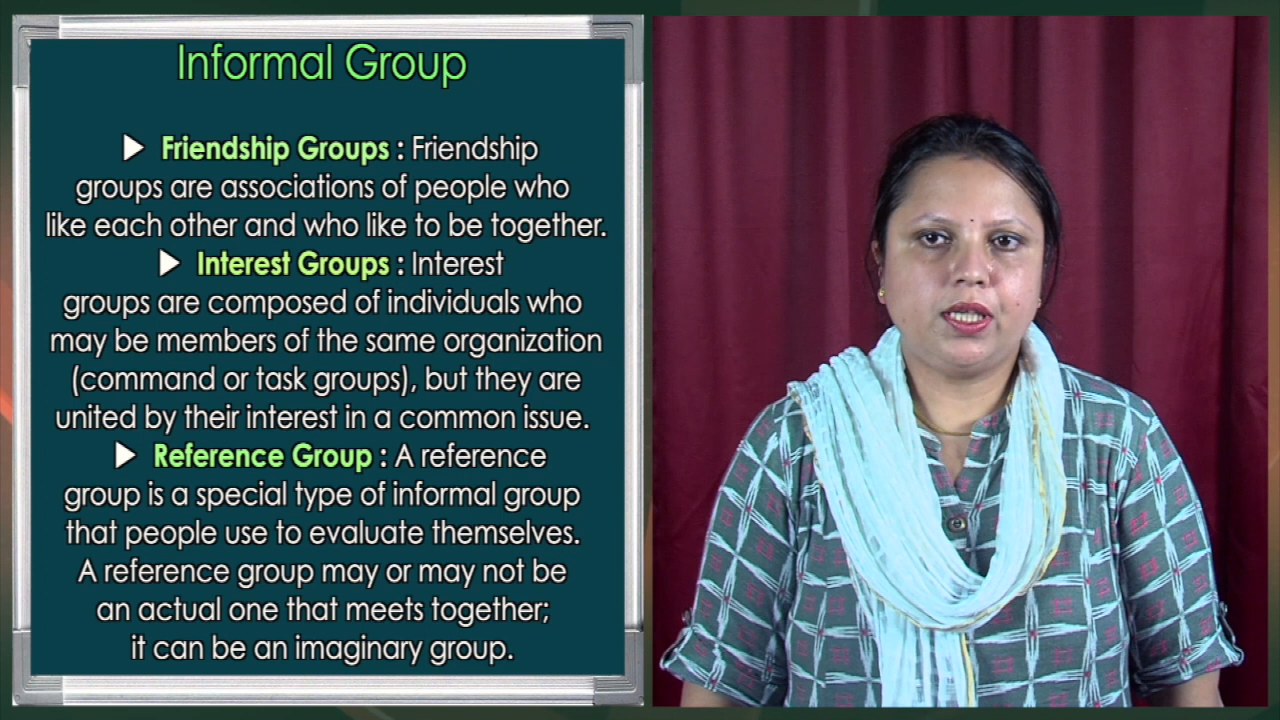 Informal Group
Friendship Groups : Friendship
groups are associations of people who
like each other and who like to be together.
Interest Groups : Interest
groups are composed of individuals who
may be members of the same organization
(command or task groups), but they are
united by their interest in a common issue.
Reference Group : A reference
group is a special type of informal group
that people use to evaluate themselves.
A reference group may or may not be
an actual one that meets together;
it can be an imaginary group.